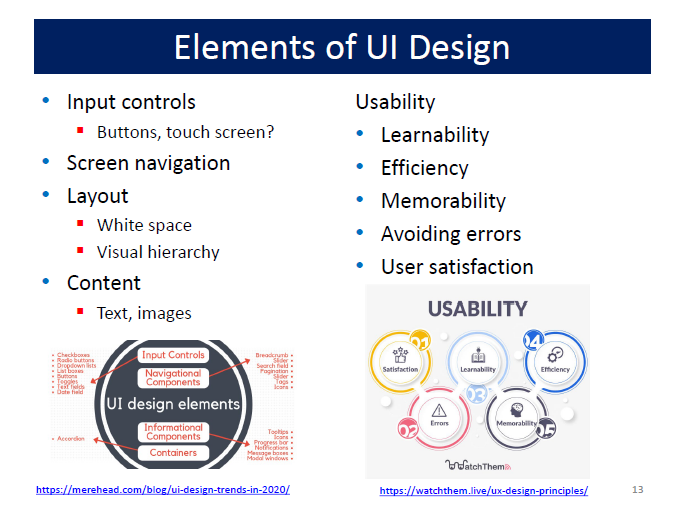 Elements of UI Design
• Input controls
▪ Buttons, touch screen?
• Screen navigation
• Layout
▪ White space
▪ Visual hierarchy
• Content
▪ Text, images
Usability
• Learnability
• Efficiency
• Memorability
• Avoiding errors
• User satisfaction
• Checkboxes
• Radio buttons
• Dropdown lists
• List boxes
• Buttons
• Toggles
• Text fields
• Date field
Input Controls
Navigational
Components
Breadcrumb •
Slider •
Search field •
Pagination •
Slider •
Tags •
Icons •
UI design elements
• Accordion
Informational
Components
Containers
Tooltips •
Icons •
Progress bar •
Notifications •
Message boxes •
Modal windows •
https://merehead.com/blog/ui-design-trends-in-2020/
USABILITY
01
Satisfaction
03
Learnability
04
Efficiency
02
Errors
05
Memorability
WatchThem
https://watchthem.live/ux-design-principles/
13